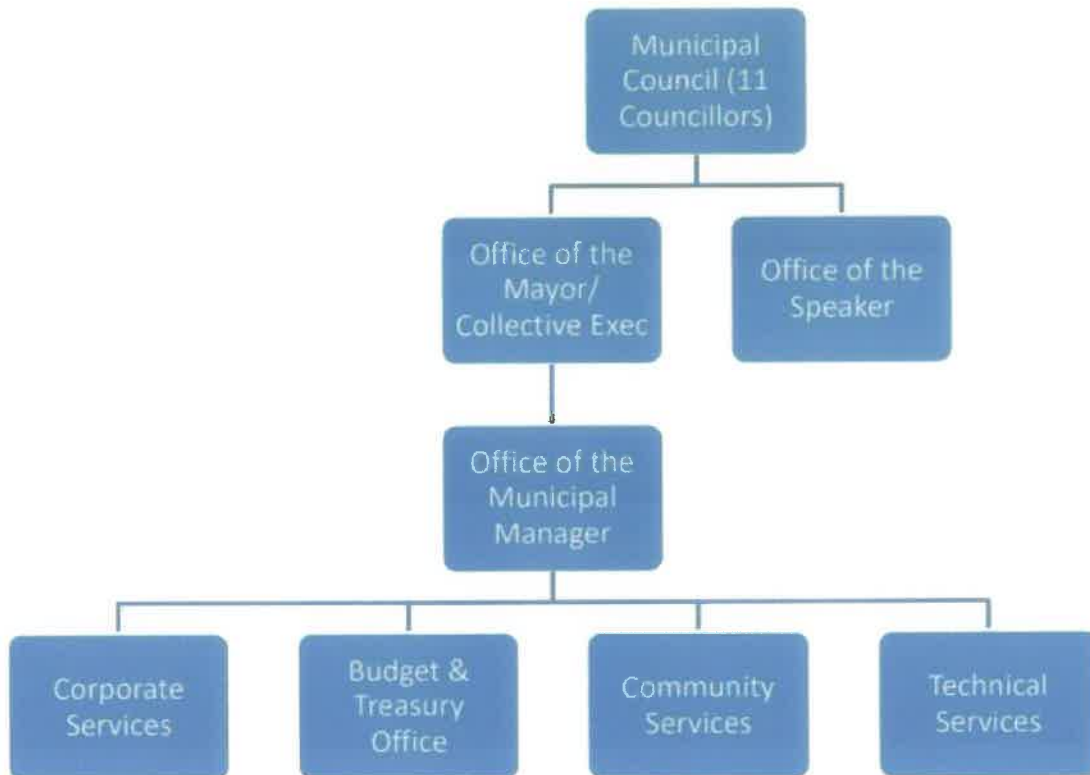 Municipal
Council (11
Councillors)
Office of the
Mayor/
Collective Exec
Office of the
Speaker
Office of the
Municipal
Manager
Corporate
Services
Budget &
Treasury
Office
Community
Services
Technical
Services